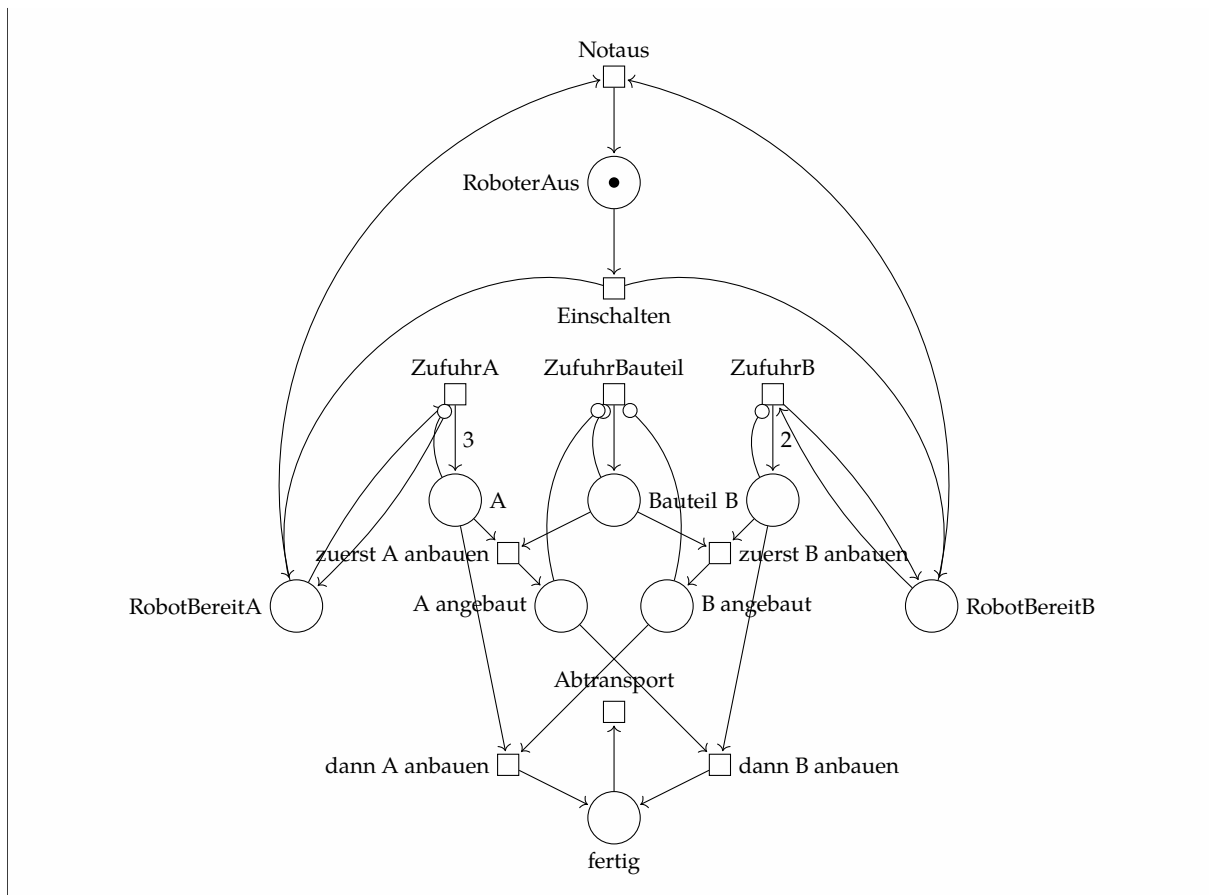 Notaus
RoboterAus
Einschalten
ZufuhrA ZufuhrBauteil ZufuhrB
3 2
A Bauteil B
zuerst A anbauen zuerst B anbauen
RobotBereitA A angebaut B angebaut RobotBereitB
Abtransport
dann A anbauen dann B anbauen
fertig